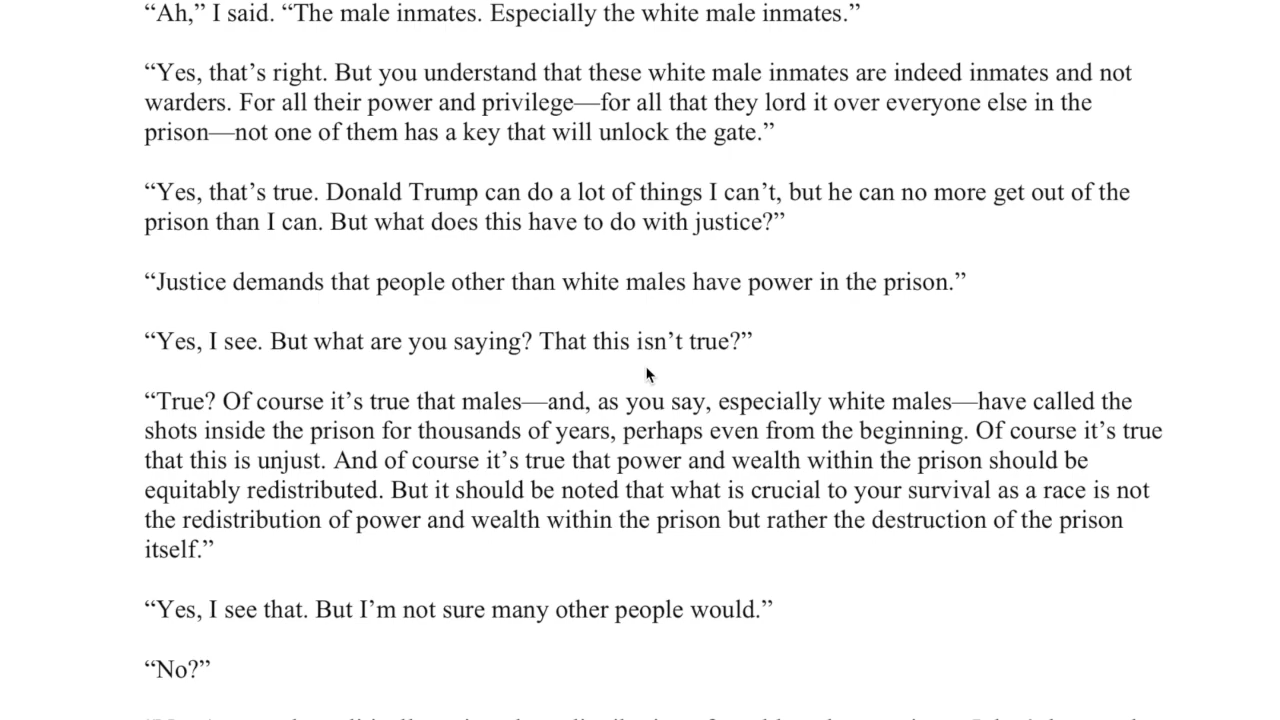 “Ah,” I said. “The male inmates. Especially the white male inmates.”
“Yes, that’s right. But you understand that these white male inmates are indeed inmates and not
warders. For all their power and privilege—for all that they lord it over everyone else in the
prison—not one of them has a key that will unlock the gate.”
“Yes, that’s true. Donald Trump can do a lot of things I can’t, but he can no more get out of the
prison than I can. But what does this have to do with justice?”
“Justice demands that people other than white males have power in the prison.”
“Yes, I see. But what are you saying? That this isn’t true?”
“True? Of course it’s true that males—and, as you say, especially white males—have called the
shots inside the prison for thousands of years, perhaps even from the beginning. Of course it’s true
that this is unjust. And of course it’s true that power and wealth within the prison should be
equitably redistributed. But it should be noted that what is crucial to your survival as a race is not
the redistribution of power and wealth within the prison but rather the destruction of the prison
itself.”
“Yes, I see that. But I’m not sure many other people would.”
“No?”